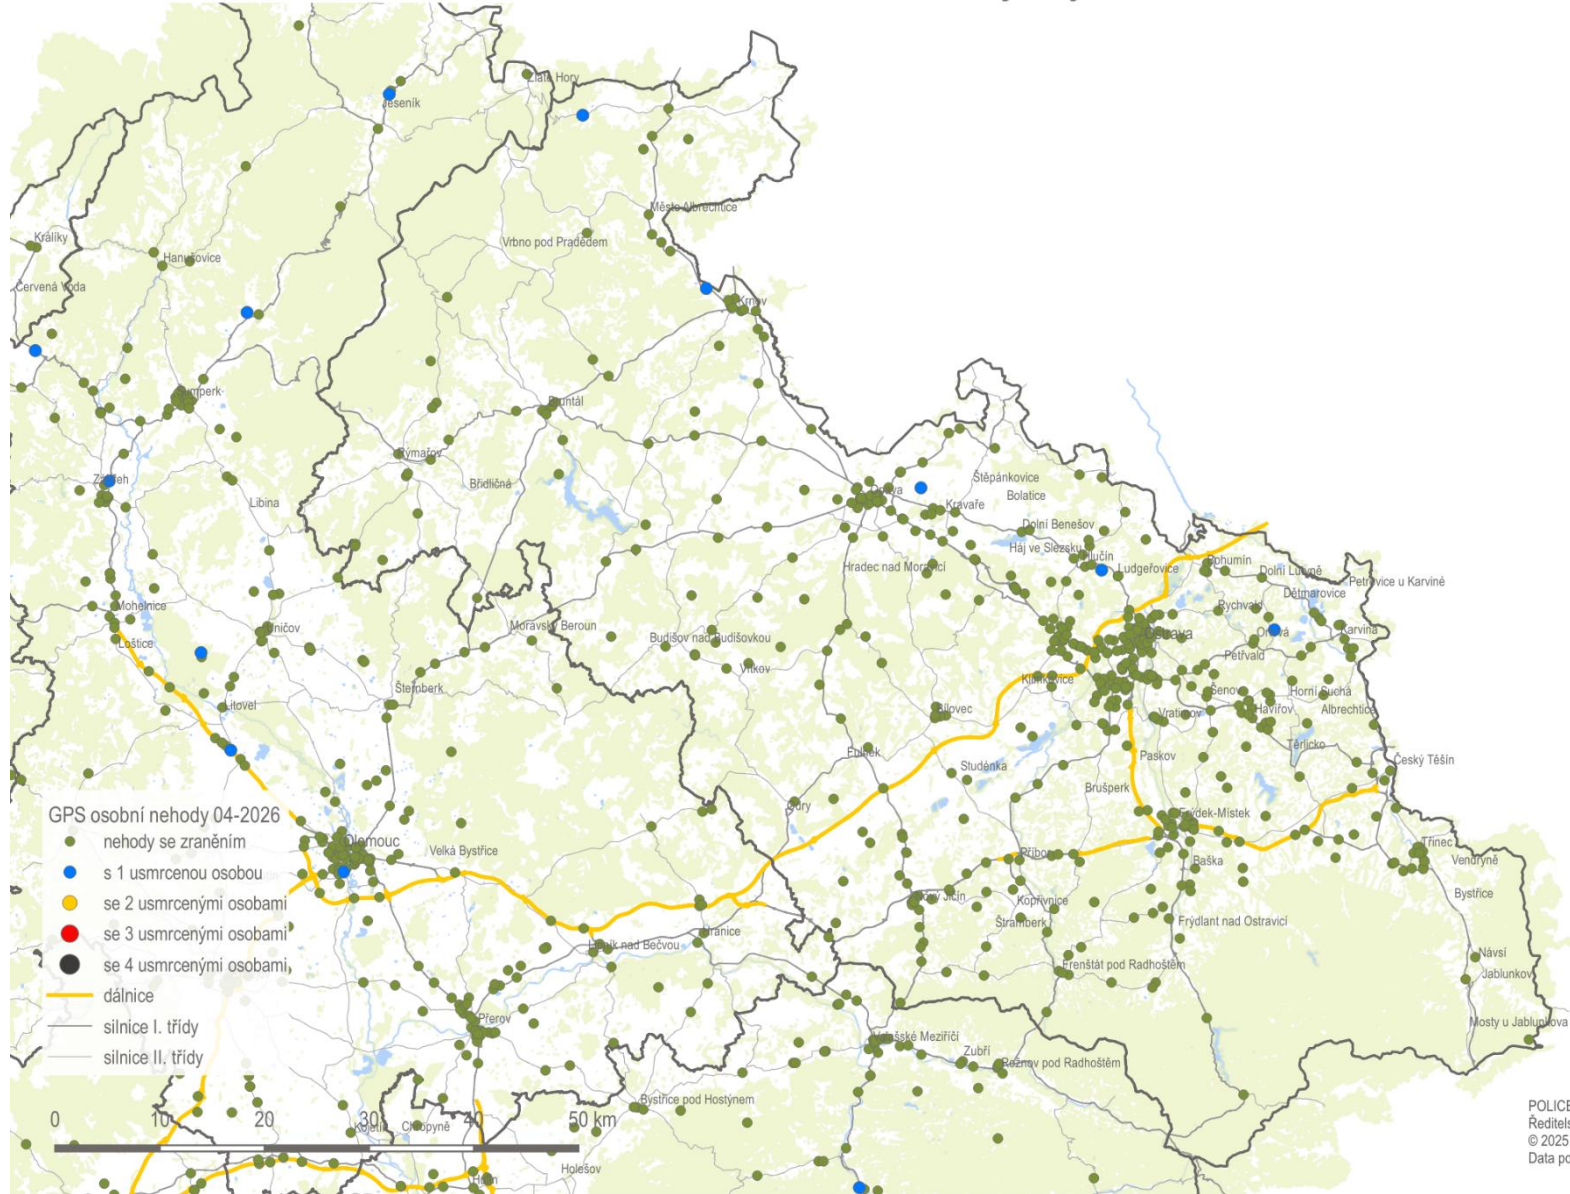 Zlaté Hory
Jeseník
Město Albrechtice
Králíky
Vrbno pod Pradědem
Hanušovice
Červená Voda
Krnov
Šumperk
Bruntál
Rýmařov
Štěpánkovice
Zábřeh
Břidličná
Opava
Bolatice
Libina
Kravaře
Dolní Benešov
Háj ve Slezsku
Hlučín
Hradec nad Moravicí
Ludgeřovice
Bohumín
Dolní Lutyně
Petrovice u Karviné
Dětmarovice
Mohelnice
Rychvald
Uničov
Moravský Beroun
Ostrava
Orlová
Karviná
Loštice
Budišov nad Budišovkou
Petřvald
Vítkov
Klimkovice
Šternberk
Šenov
Horní Suchá
Litovel
Bílovec
Vratimov
Havířov
Albrechtice
Fulnek
Paskov
Těrlicko
Český Těšín
Studénka
Brušperk
Odry
GPS osobní nehody 04-2026
Frýdek-Místek
nehody se zraněním
Olomouc
Třinec
Velká Bystřice
Příbor
Baška
Vendryně
s 1 usmrcenou osobou
Bystřice
se 2 usmrcenými osobami
Nový Jičín
Kopřivnice
Štramberk
Frýdlant nad Ostravicí
se 3 usmrcenými osobami
Hranice
Lipník nad Bečvou
Návsí
se 4 usmrcenými osobami
Frenštát pod Radhoštěm
Jablunkov
dálnice
Přerov
Mosty u Jablunkova
silnice I. třídy
Valašské Meziříčí
Zubří
silnice II. třídy
Rožnov pod Radhoštěm
Bystřice pod Hostýnem
0 10 20 30 40 50 km
Kojetín
Chropyně
Holešov
Hulín
POLICE
Ředitels
© 2025
Data po